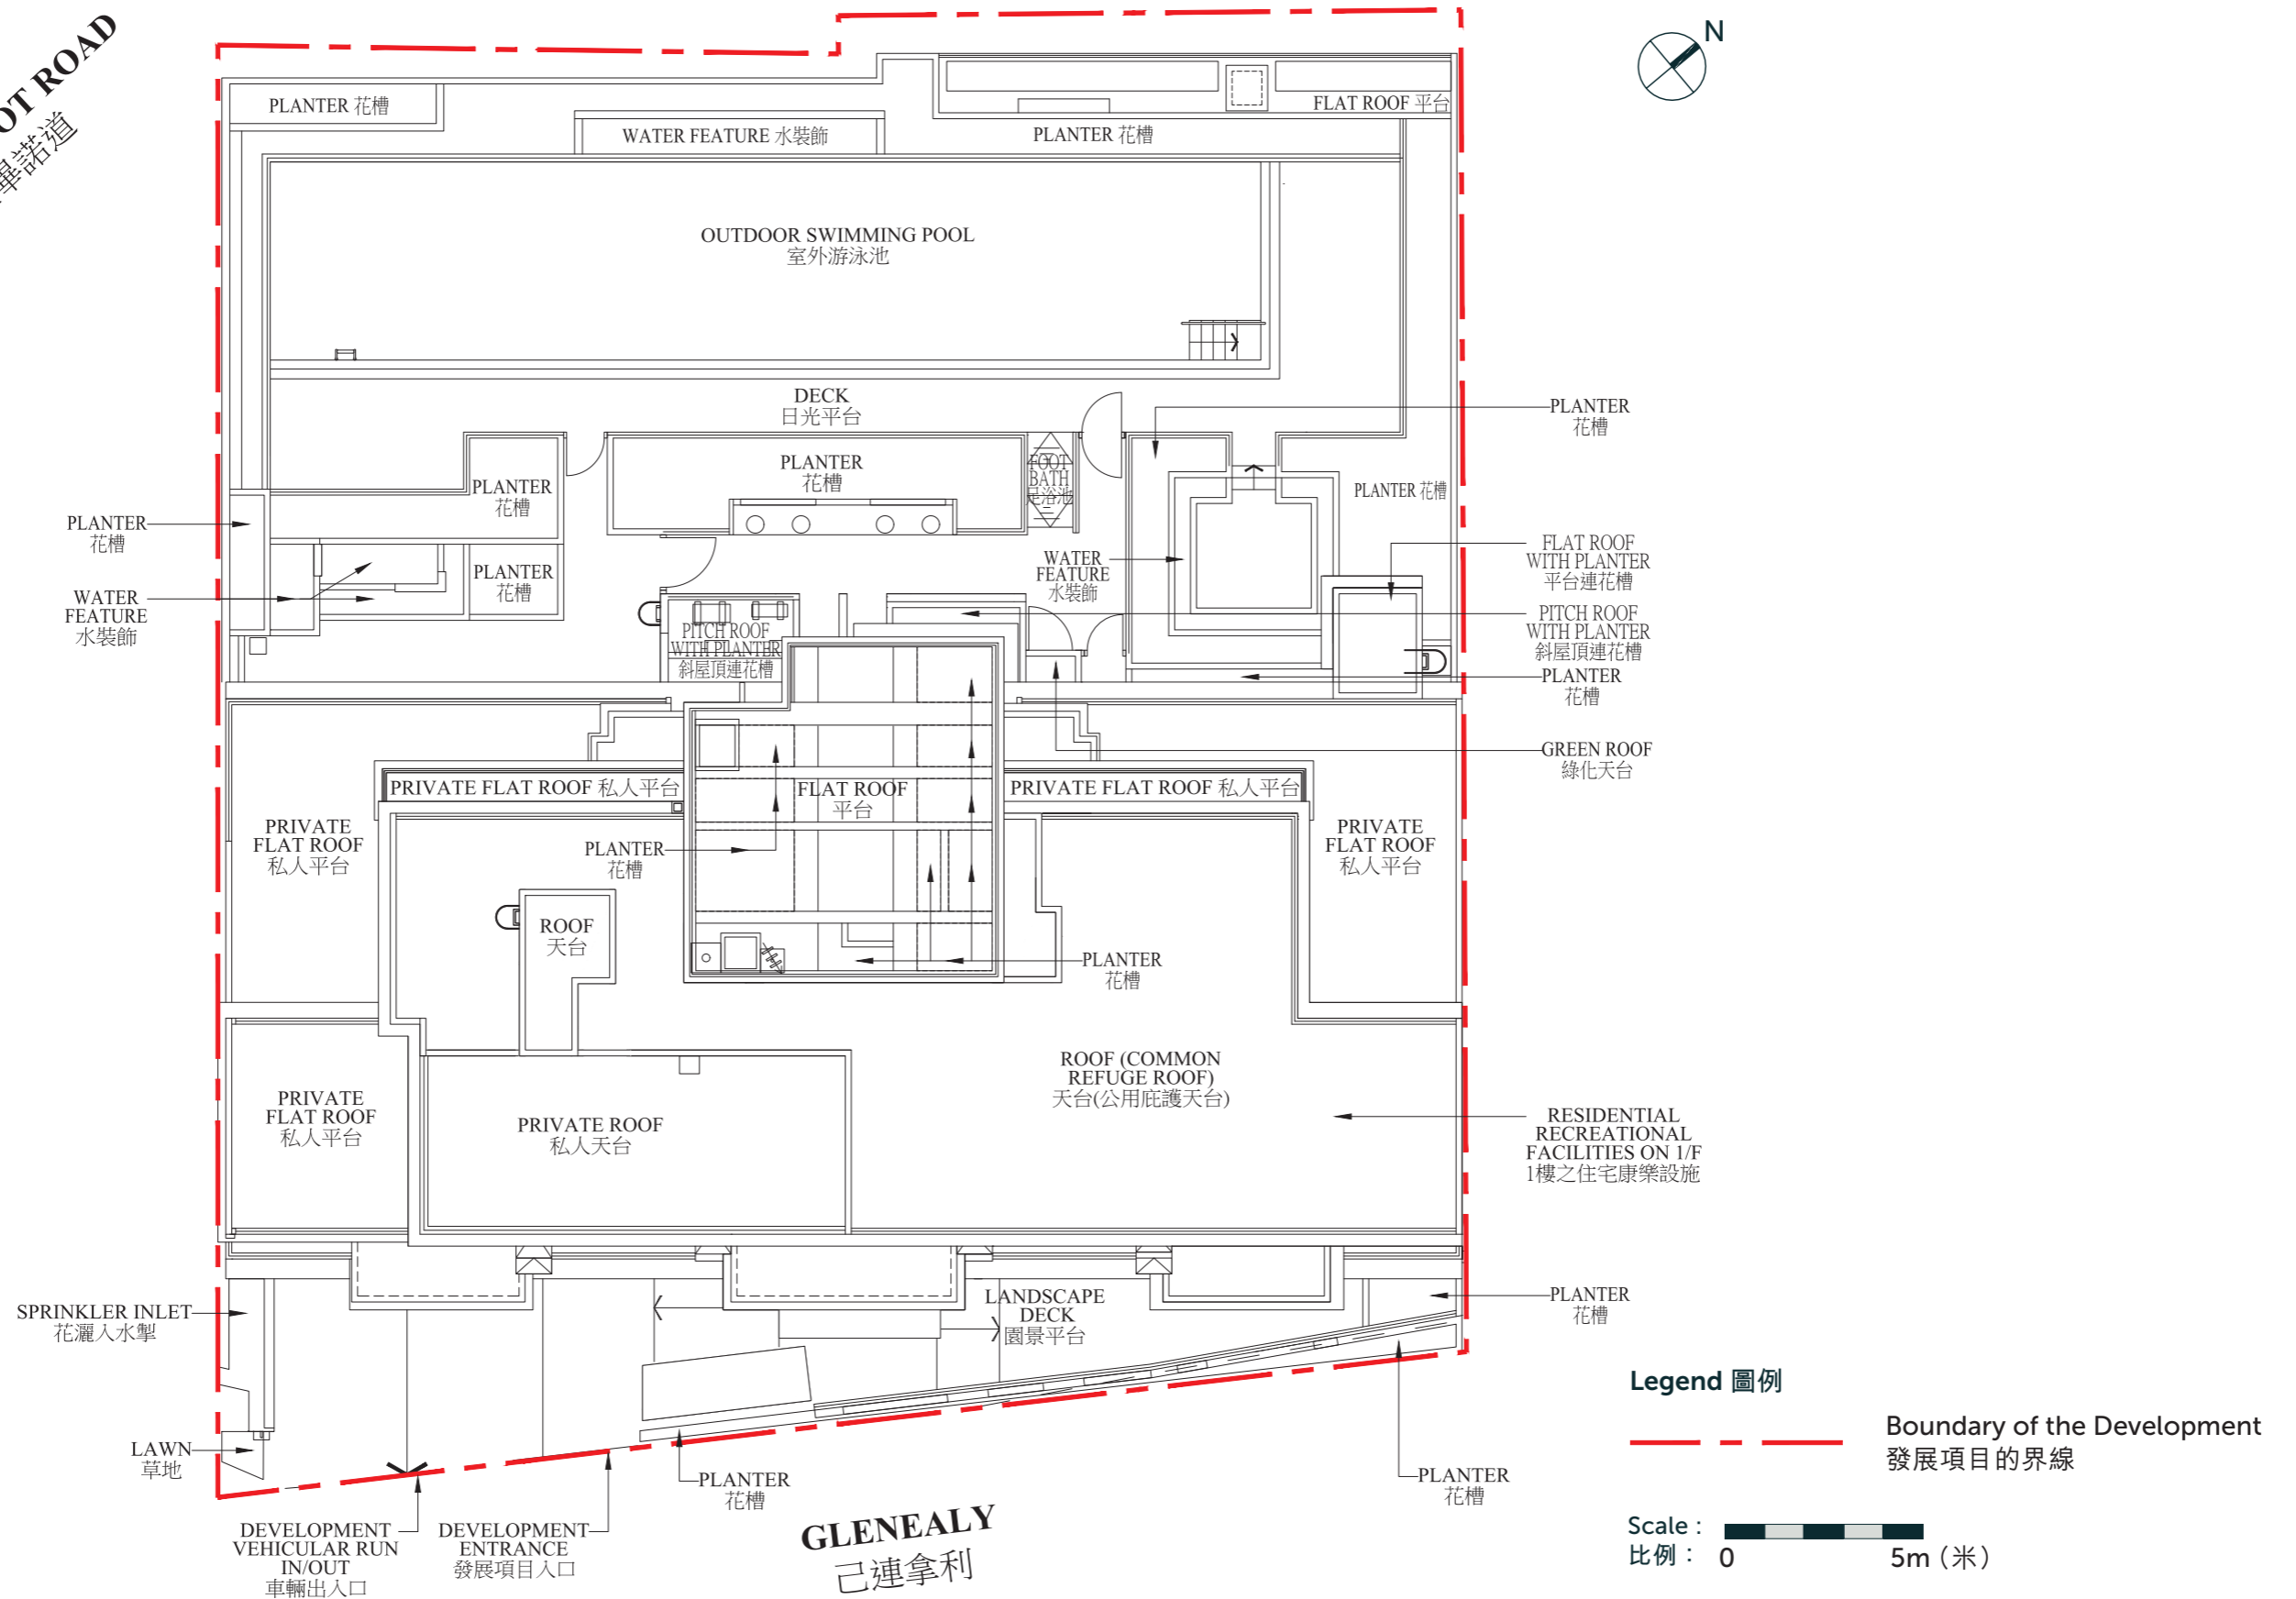 OT ROAD
畢諾道
N
PLANTER 花槽
WATER FEATURE 水裝飾
FLAT ROOF 平台
PLANTER 花槽
OUTDOOR SWIMMING POOL
室外游泳池
DECK
日光平台
PLANTER
花槽
PLANTER
花槽
PLANTER
花槽
FOOT
BATH
足浴池
PLANTER 花槽
PLANTER
花槽
PLANTER
花槽
WATER
FEATURE
水裝飾
WATER
FEATURE
水裝飾
FLAT ROOF
WITH PLANTER
平台連花槽
WATER
FEATURE
水裝飾
PLANTER
花槽
PITCH ROOF
WITH PLANTER
斜屋頂連花槽
PITCH ROOF
WITH PLANTER
斜屋頂連花槽
PLANTER
花槽
GREEN ROOF
綠化天台
PRIVATE FLAT ROOF 私人平台
FLAT ROOF
平台
PRIVATE FLAT ROOF 私人平台
PRIVATE
FLAT ROOF
私人平台
PLANTER
花槽
PRIVATE
FLAT ROOF
私人平台
ROOF
天台
PLANTER
花槽
PRIVATE
FLAT ROOF
私人平台
PRIVATE ROOF
私人天台
ROOF (COMMON
REFUGE ROOF)
天台(公用庇護天台)
RESIDENTIAL
RECREATIONAL
FACILITIES ON 1/F
1樓之住宅康樂設施
SPRINKLER INLET
花灑入水掣
LANDSCAPE
DECK
園景平台
PLANTER
花槽
LAWN
草地
PLANTER
花槽
PLANTER
花槽
DEVELOPMENT
VEHICULAR RUN
IN/OUT
車輛出入口
DEVELOPMENT
ENTRANCE
發展項目入口
GLENEALY
己連拿利
Legend 圖例
Boundary of the Development
發展項目的界線
Scale :
比例 :
0 5m (米)